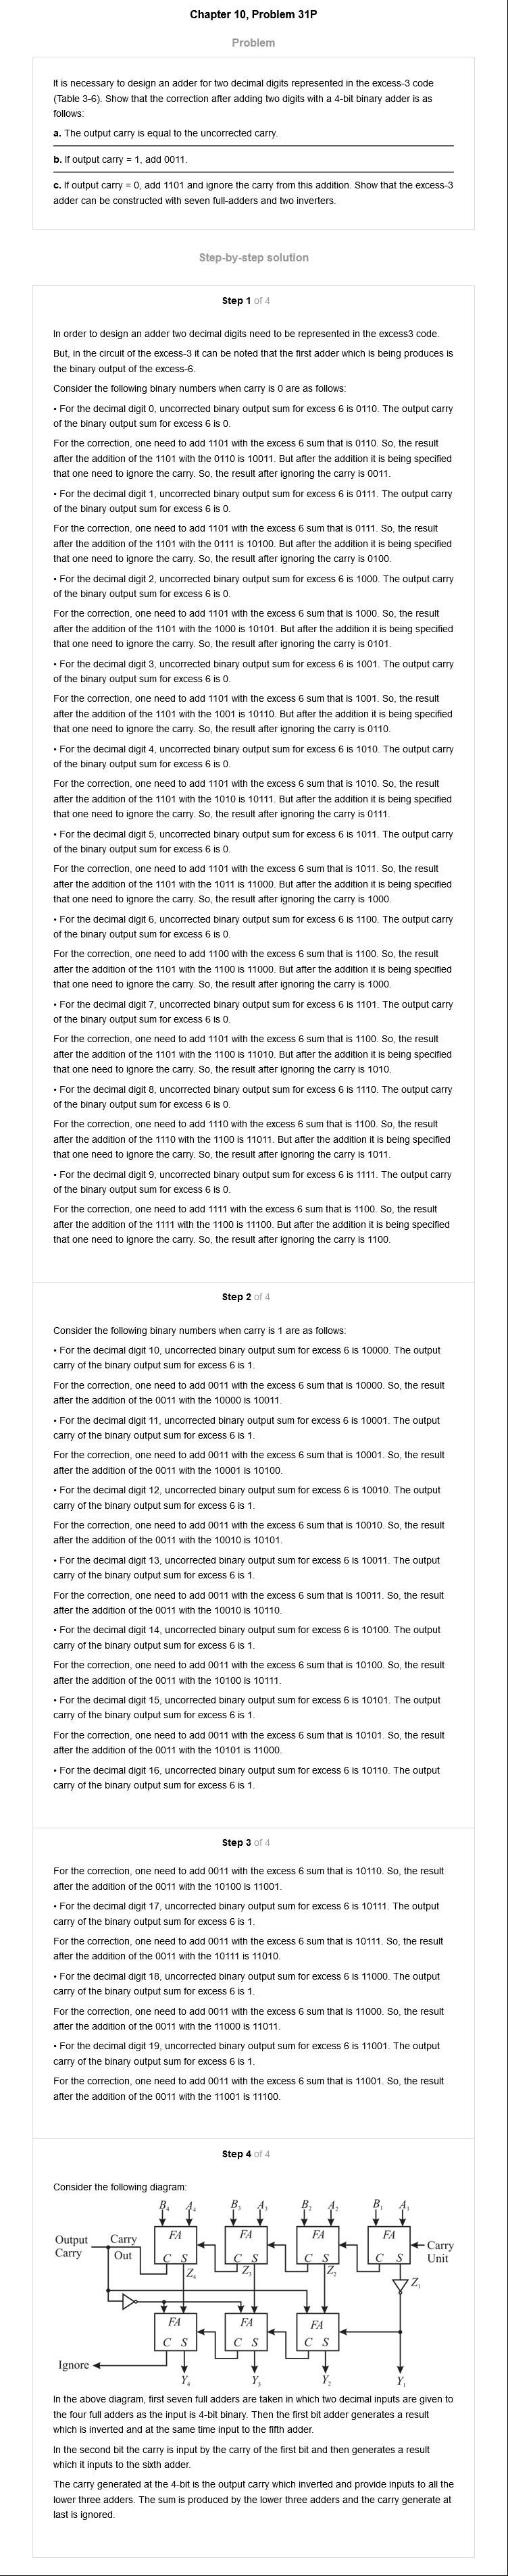 Chapter 10, Problem 31P
Problem
It is necessary to design an adder for two decimal digits represented in the excess-3 code
(Table 3-6). Show that the correction after adding two digits with a 4-bit binary adder is as
follows:
a. The output carry is equal to the uncorrected carry.
b. If output carry = 1, add 0011.
c. If output carry = 0, add 1101 and ignore the carry from this addition. Show that the excess-3
adder can be constructed with seven full-adders and two inverters.
Step-by-step solution
Step 1 of 4
In order to design an adder two decimal digits need to be represented in the excess3 code.
But, in the circuit of the excess-3 it can be noted that the first adder which is being produces is
the binary output of the excess-6.
Consider the following binary numbers when carry is 0 are as follows:
• For the decimal digit 0, uncorrected binary output sum for excess 6 is 0110. The output carry
of the binary output sum for excess 6 is 0.
For the correction, one need to add 1101 with the excess 6 sum that is 0110. So, the result
after the addition of the 1101 with the 0110 is 10011. But after the addition it is being specified
that one need to ignore the carry. So, the result after ignoring the carry is 0011.
• For the decimal digit 1, uncorrected binary output sum for excess 6 is 0111. The output carry
of the binary output sum for excess 6 is 0.
For the correction, one need to add 1101 with the excess 6 sum that is 0111. So, the result
after the addition of the 1101 with the 0111 is 10100. But after the addition it is being specified
that one need to ignore the carry. So, the result after ignoring the carry is 0100.
• For the decimal digit 2, uncorrected binary output sum for excess 6 is 1000. The output carry
of the binary output sum for excess 6 is 0.
For the correction, one need to add 1101 with the excess 6 sum that is 1000. So, the result
after the addition of the 1101 with the 1000 is 10101. But after the addition it is being specified
that one need to ignore the carry. So, the result after ignoring the carry is 0101.
• For the decimal digit 3, uncorrected binary output sum for excess 6 is 1001. The output carry
of the binary output sum for excess 6 is 0.
For the correction, one need to add 1101 with the excess 6 sum that is 1001. So, the result
after the addition of the 1101 with the 1001 is 10110. But after the addition it is being specified
that one need to ignore the carry. So, the result after ignoring the carry is 0110.
• For the decimal digit 4, uncorrected binary output sum for excess 6 is 1010. The output carry
of the binary output sum for excess 6 is 0.
For the correction, one need to add 1101 with the excess 6 sum that is 1010. So, the result
after the addition of the 1101 with the 1010 is 10111. But after the addition it is being specified
that one need to ignore the carry. So, the result after ignoring the carry is 0111.
• For the decimal digit 5, uncorrected binary output sum for excess 6 is 1011. The output carry
of the binary output sum for excess 6 is 0.
For the correction, one need to add 1101 with the excess 6 sum that is 1011. So, the result
after the addition of the 1101 with the 1011 is 11000. But after the addition it is being specified
that one need to ignore the carry. So, the result after ignoring the carry is 1000.
• For the decimal digit 6, uncorrected binary output sum for excess 6 is 1100. The output carry
of the binary output sum for excess 6 is 0.
For the correction, one need to add 1100 with the excess 6 sum that is 1100. So, the result
after the addition of the 1101 with the 1100 is 11000. But after the addition it is being specified
that one need to ignore the carry. So, the result after ignoring the carry is 1000.
• For the decimal digit 7, uncorrected binary output sum for excess 6 is 1101. The output carry
of the binary output sum for excess 6 is 0.
For the correction, one need to add 1101 with the excess 6 sum that is 1100. So, the result
after the addition of the 1101 with the 1100 is 11010. But after the addition it is being specified
that one need to ignore the carry. So, the result after ignoring the carry is 1010.
• For the decimal digit 8, uncorrected binary output sum for excess 6 is 1110. The output carry
of the binary output sum for excess 6 is 0.
For the correction, one need to add 1110 with the excess 6 sum that is 1100. So, the result
after the addition of the 1110 with the 1100 is 11011. But after the addition it is being specified
that one need to ignore the carry. So, the result after ignoring the carry is 1011.
• For the decimal digit 9, uncorrected binary output sum for excess 6 is 1111. The output carry
of the binary output sum for excess 6 is 0.
For the correction, one need to add 1111 with the excess 6 sum that is 1100. So, the result
after the addition of the 1111 with the 1100 is 11100. But after the addition it is being specified
that one need to ignore the carry. So, the result after ignoring the carry is 1100.
Step 2 of 4
Consider the following binary numbers when carry is 1 are as follows:
• For the decimal digit 10, uncorrected binary output sum for excess 6 is 10000. The output
carry of the binary output sum for excess 6 is 1.
For the correction, one need to add 0011 with the excess 6 sum that is 10000. So, the result
after the addition of the 0011 with the 10000 is 10011.
• For the decimal digit 11, uncorrected binary output sum for excess 6 is 10001. The output
carry of the binary output sum for excess 6 is 1.
For the correction, one need to add 0011 with the excess 6 sum that is 10001. So, the result
after the addition of the 0011 with the 10001 is 10100.
• For the decimal digit 12, uncorrected binary output sum for excess 6 is 10010. The output
carry of the binary output sum for excess 6 is 1.
For the correction, one need to add 0011 with the excess 6 sum that is 10010. So, the result
after the addition of the 0011 with the 10010 is 10101.
• For the decimal digit 13, uncorrected binary output sum for excess 6 is 10011. The output
carry of the binary output sum for excess 6 is 1.
For the correction, one need to add 0011 with the excess 6 sum that is 10011. So, the result
after the addition of the 0011 with the 10010 is 10110.
• For the decimal digit 14, uncorrected binary output sum for excess 6 is 10100. The output
carry of the binary output sum for excess 6 is 1.
For the correction, one need to add 0011 with the excess 6 sum that is 10100. So, the result
after the addition of the 0011 with the 10100 is 10111.
• For the decimal digit 15, uncorrected binary output sum for excess 6 is 10101. The output
carry of the binary output sum for excess 6 is 1.
For the correction, one need to add 0011 with the excess 6 sum that is 10101. So, the result
after the addition of the 0011 with the 10101 is 11000.
• For the decimal digit 16, uncorrected binary output sum for excess 6 is 10110. The output
carry of the binary output sum for excess 6 is 1.
Step 3 of 4
For the correction, one need to add 0011 with the excess 6 sum that is 10110. So, the result
after the addition of the 0011 with the 10100 is 11001.
• For the decimal digit 17, uncorrected binary output sum for excess 6 is 10111. The output
carry of the binary output sum for excess 6 is 1.
For the correction, one need to add 0011 with the excess 6 sum that is 10111. So, the result
after the addition of the 0011 with the 10111 is 11010.
• For the decimal digit 18, uncorrected binary output sum for excess 6 is 11000. The output
carry of the binary output sum for excess 6 is 1.
For the correction, one need to add 0011 with the excess 6 sum that is 11000. So, the result
after the addition of the 0011 with the 11000 is 11011.
• For the decimal digit 19, uncorrected binary output sum for excess 6 is 11001. The output
carry of the binary output sum for excess 6 is 1.
For the correction, one need to add 0011 with the excess 6 sum that is 11001. So, the result
after the addition of the 0011 with the 11001 is 11100.
Step 4 of 4
Consider the following diagram:
B₄ A₄ B₃ A₃ B₂ A₂ B₁ A₁
FA FA FA FA
Output Carry
Carry Out
Carry Unit
C S C S C S C S
Z₄ Z₃ Z₂ Z₁
FA FA FA
C S C S C S
Ignore
Y₄ Y₃ Y₂ Y₁
In the above diagram, first seven full adders are taken in which two decimal inputs are given to
the four full adders as the input is 4-bit binary. Then the first bit adder generates a result
which is inverted and at the same time input to the fifth adder.
In the second bit the carry is input by the carry of the first bit and then generates a result
which it inputs to the sixth adder.
The carry generated at the 4-bit is the output carry which inverted and provide inputs to all the
lower three adders. The sum is produced by the lower three adders and the carry generate at
last is ignored.